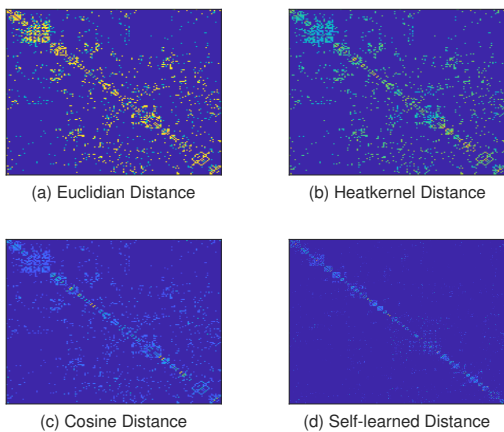 (a) Euclidian Distance
(b) Heatkernel Distance
(c) Cosine Distance
(d) Self-learned Distance